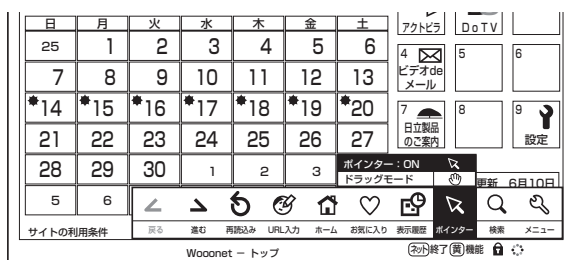 日 月 火 水 木 金 土
アクトビラ DoTV
25 1 2 3 4 5 6
4 5 6
ビデオde
メール
7 8 9 10 11 12 13
14 15 16 17 18 19 20
7 8 9
日立製品
のご案内
設定
21 22 23 24 25 26 27
28 29 30 1 2 3
ポインター：ON
ドラッグモード
更新 6月10日
5 6
戻る 進む 再読込み URL入力 ホーム お気に入り 表示履歴 ポインター 検索 メニュー
サイトの利用条件
Wooonet － トップ
ネット終了 黄機能